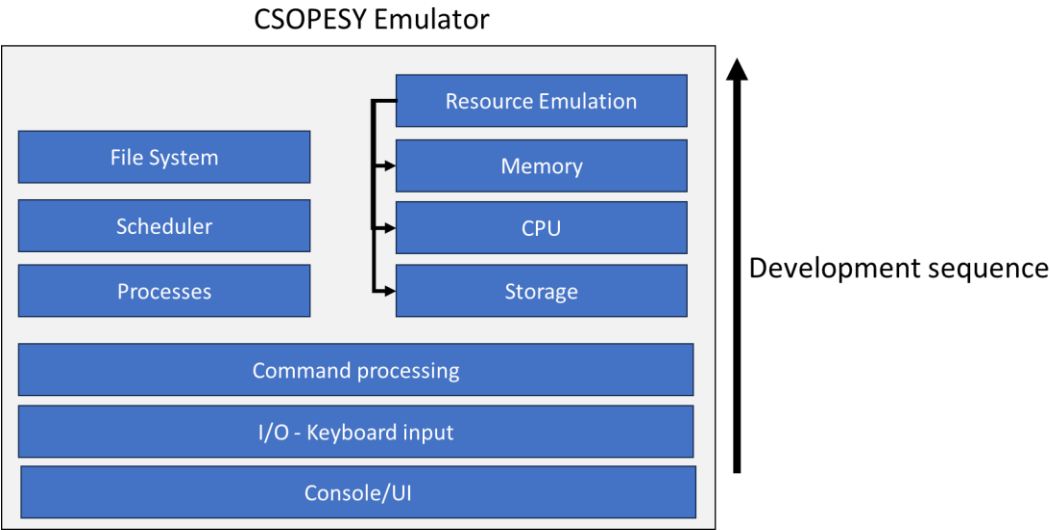 CSOPESY Emulator
Resource Emulation
File System
Memory
Scheduler
CPU
Processes
Storage
Development sequence
Command processing
I/O - Keyboard input
Console/UI